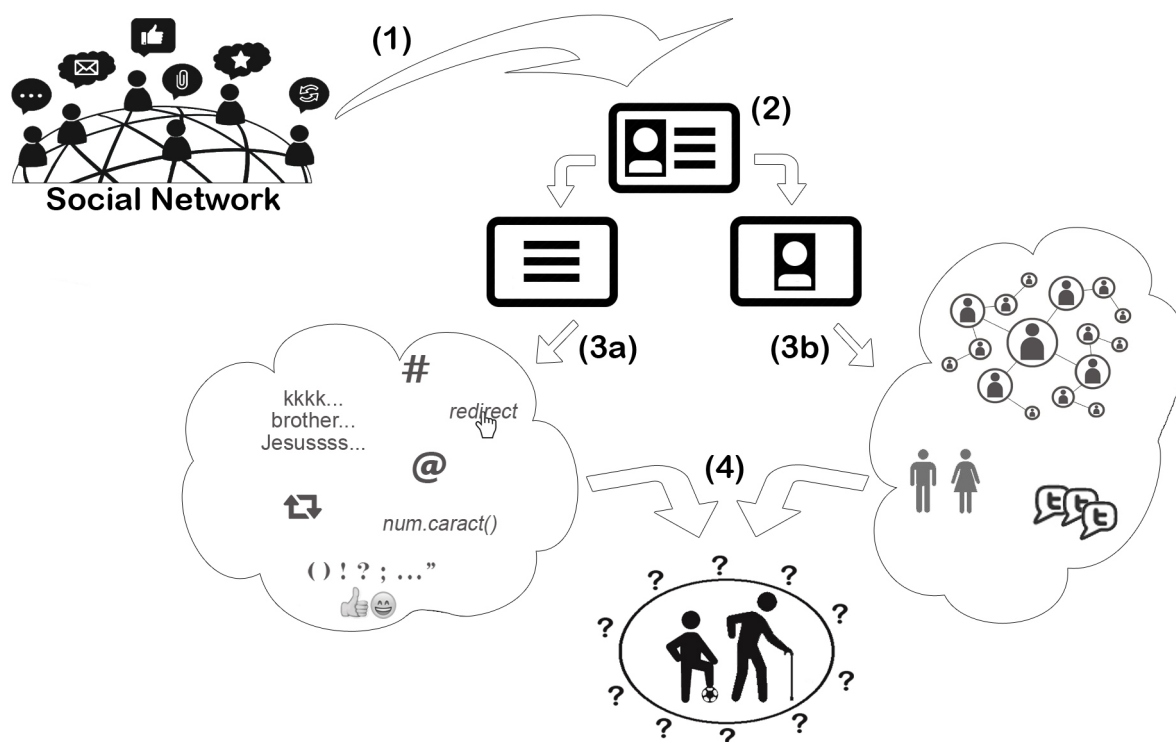 (1)
Social Network
(2)
(3a)
(3b)
#
kkkk...
brother...
Jesussss...
redirect
@
num.caract()
( ) ! ? ; ...”
t t t
(4)
? ? ? ? ? ? ? ? ? ? ? ?